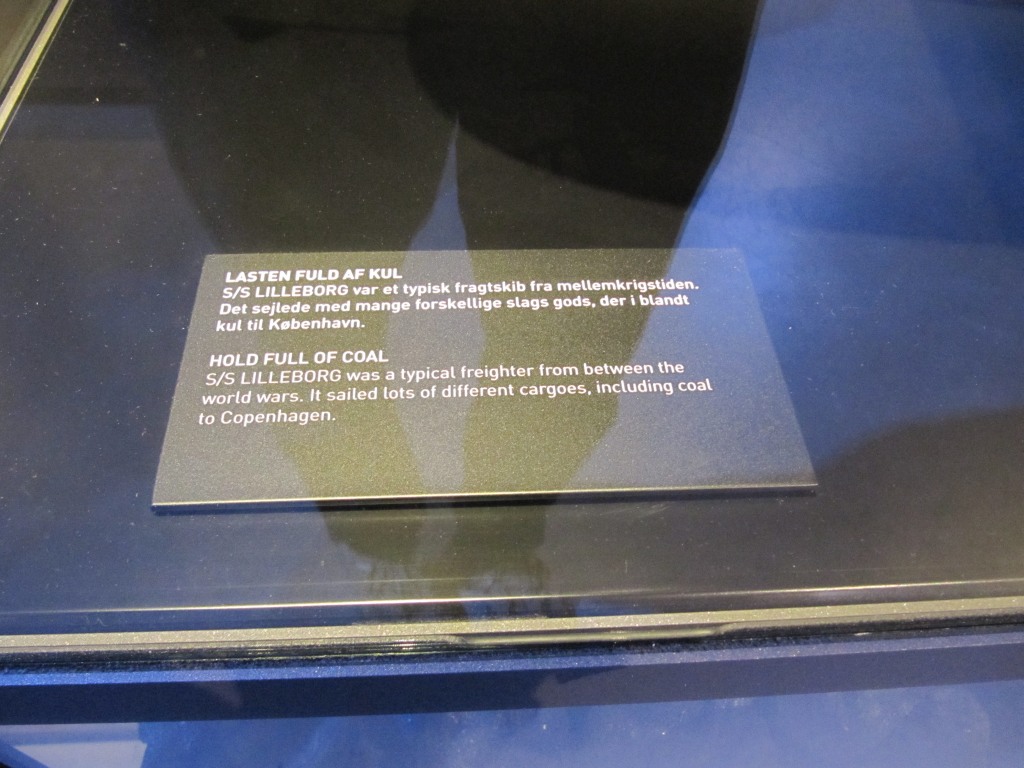 LASTEN FULD AF KUL
S/S LILLEBORG var et typisk fragtskib fra mellemkrigstiden.
Det sejlede med mange forskellige slags gods, der i blandt
kul til København.
HOLD FULL OF COAL
S/S LILLEBORG was a typical freighter from between the
world wars. It sailed lots of different cargoes, including coal
to Copenhagen.